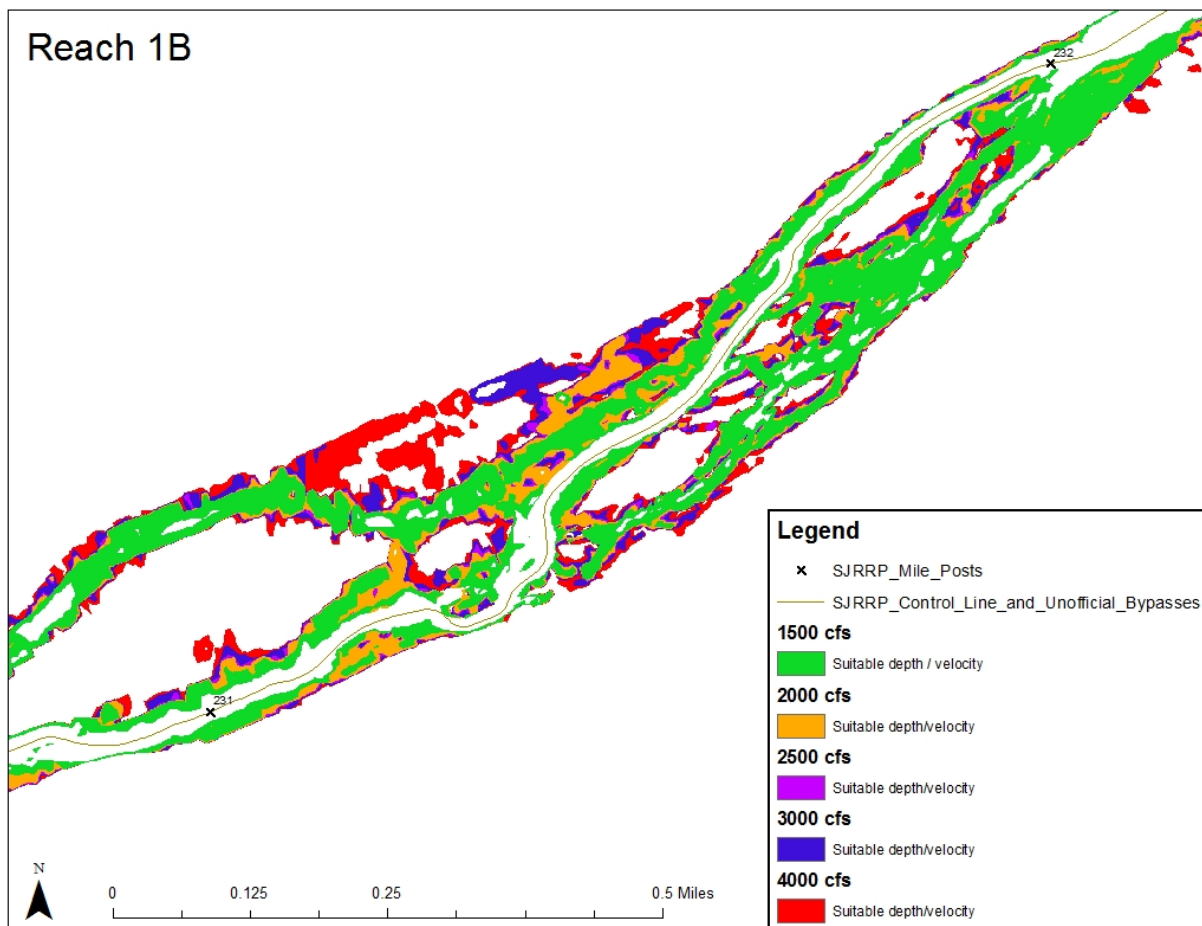 Reach 1B
232
231
Legend
SJRRP_Mile_Posts
SJRRP_Control_Line_and_Unofficial_Bypasses
1500 cfs
Suitable depth / velocity
2000 cfs
Suitable depth/velocity
2500 cfs
Suitable depth/velocity
3000 cfs
Suitable depth/velocity
4000 cfs
Suitable depth/velocity
N
0 0.125 0.25 0.5 Miles